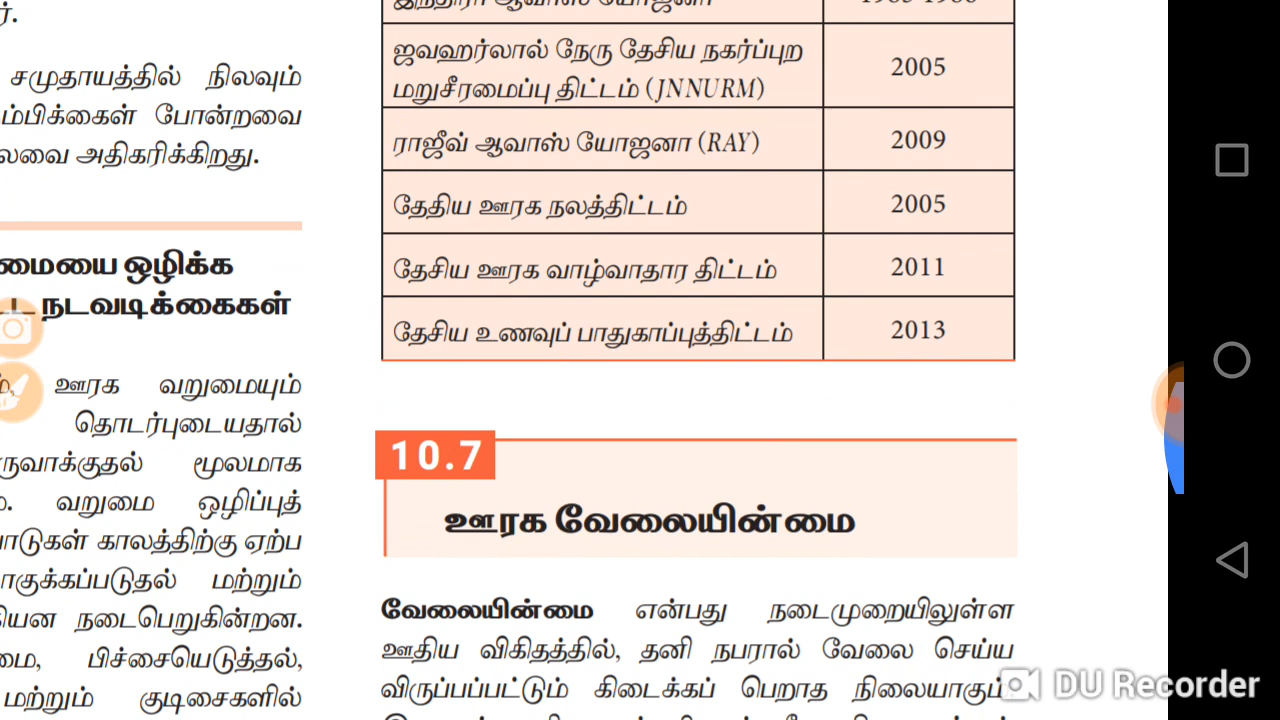 ர்.
சமுதாயத்தில் நிலவும்
ம்பிக்கைகள் போன்றவை
லவை அதிகரிக்கிறது.
மையை ஒழிக்க
நடவடிக்கைகள்
ஊரக வறுமையும்
தொடர்புடையதால்
ருவாக்குதல் மூலமாக
வறுமை ஒழிப்புத்
பாடுகள் காலத்திற்கு ஏற்ப
ாகுக்கப்படுதல் மற்றும்
யென நடைபெறுகின்றன.
மை, பிச்சையெடுத்தல்,
மற்றும் குடிசைகளில்
இந்திரா ஆவாஸ் யோஜனா
ஜவஹர்லால் நேரு தேசிய நகர்ப்புற
மறுசீரமைப்பு திட்டம் (JNNURM) 2005
ராஜீவ் ஆவாஸ் யோஜனா (RAY) 2009
தேதிய ஊரக நலத்திட்டம் 2005
தேசிய ஊரக வாழ்வாதார திட்டம் 2011
தேசிய உணவுப் பாதுகாப்புத்திட்டம் 2013
10.7
ஊரக வேலையின்மை
வேலையின்மை என்பது நடைமுறையிலுள்ள
ஊதிய விகிதத்தில், தனி நபரால் வேலை செய்ய
விருப்பப்பட்டும் கிடைக்கப் பெறாத நிலையாகும்.
DU Recorder